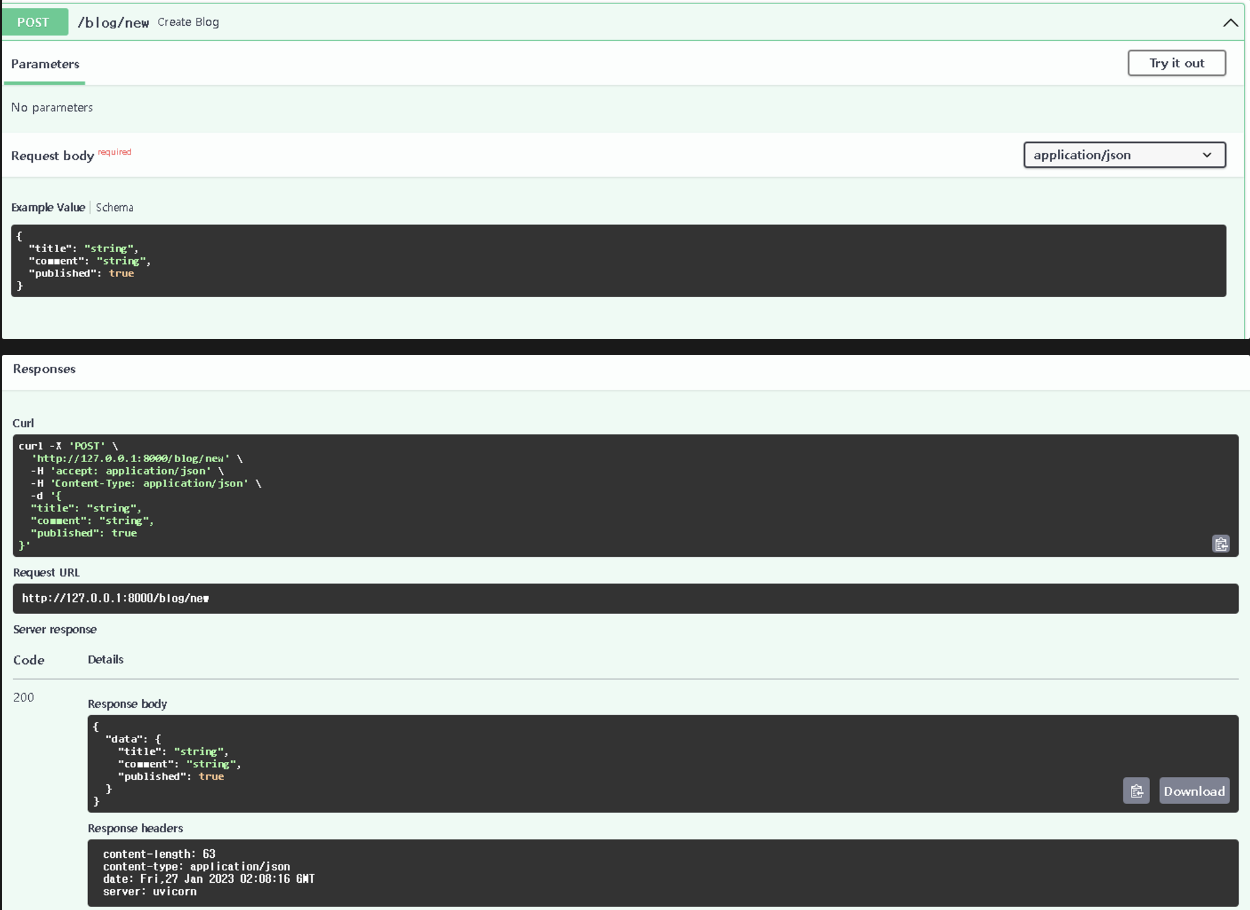 POST /blog/new Create Blog
Parameters Try it out
No parameters
Request body required application/json
Example Value Schema
{
"title": "string",
"comment": "string",
"published": true
}
Responses
Curl
curl -X 'POST' \
'http://127.0.0.1:8000/blog/new' \
-H 'accept: application/json' \
-H 'Content-Type: application/json' \
-d '{
"title": "string",
"comment": "string",
"published": true
}'
Request URL
http://127.0.0.1:8000/blog/new
Server response
Code Details
200
Response body
{
"data": {
"title": "string",
"comment": "string",
"published": true
}
}
Download
Response headers
content-length: 63
content-type: application/json
date: Fri,27 Jan 2023 02:08:16 GMT
server: uvicorn